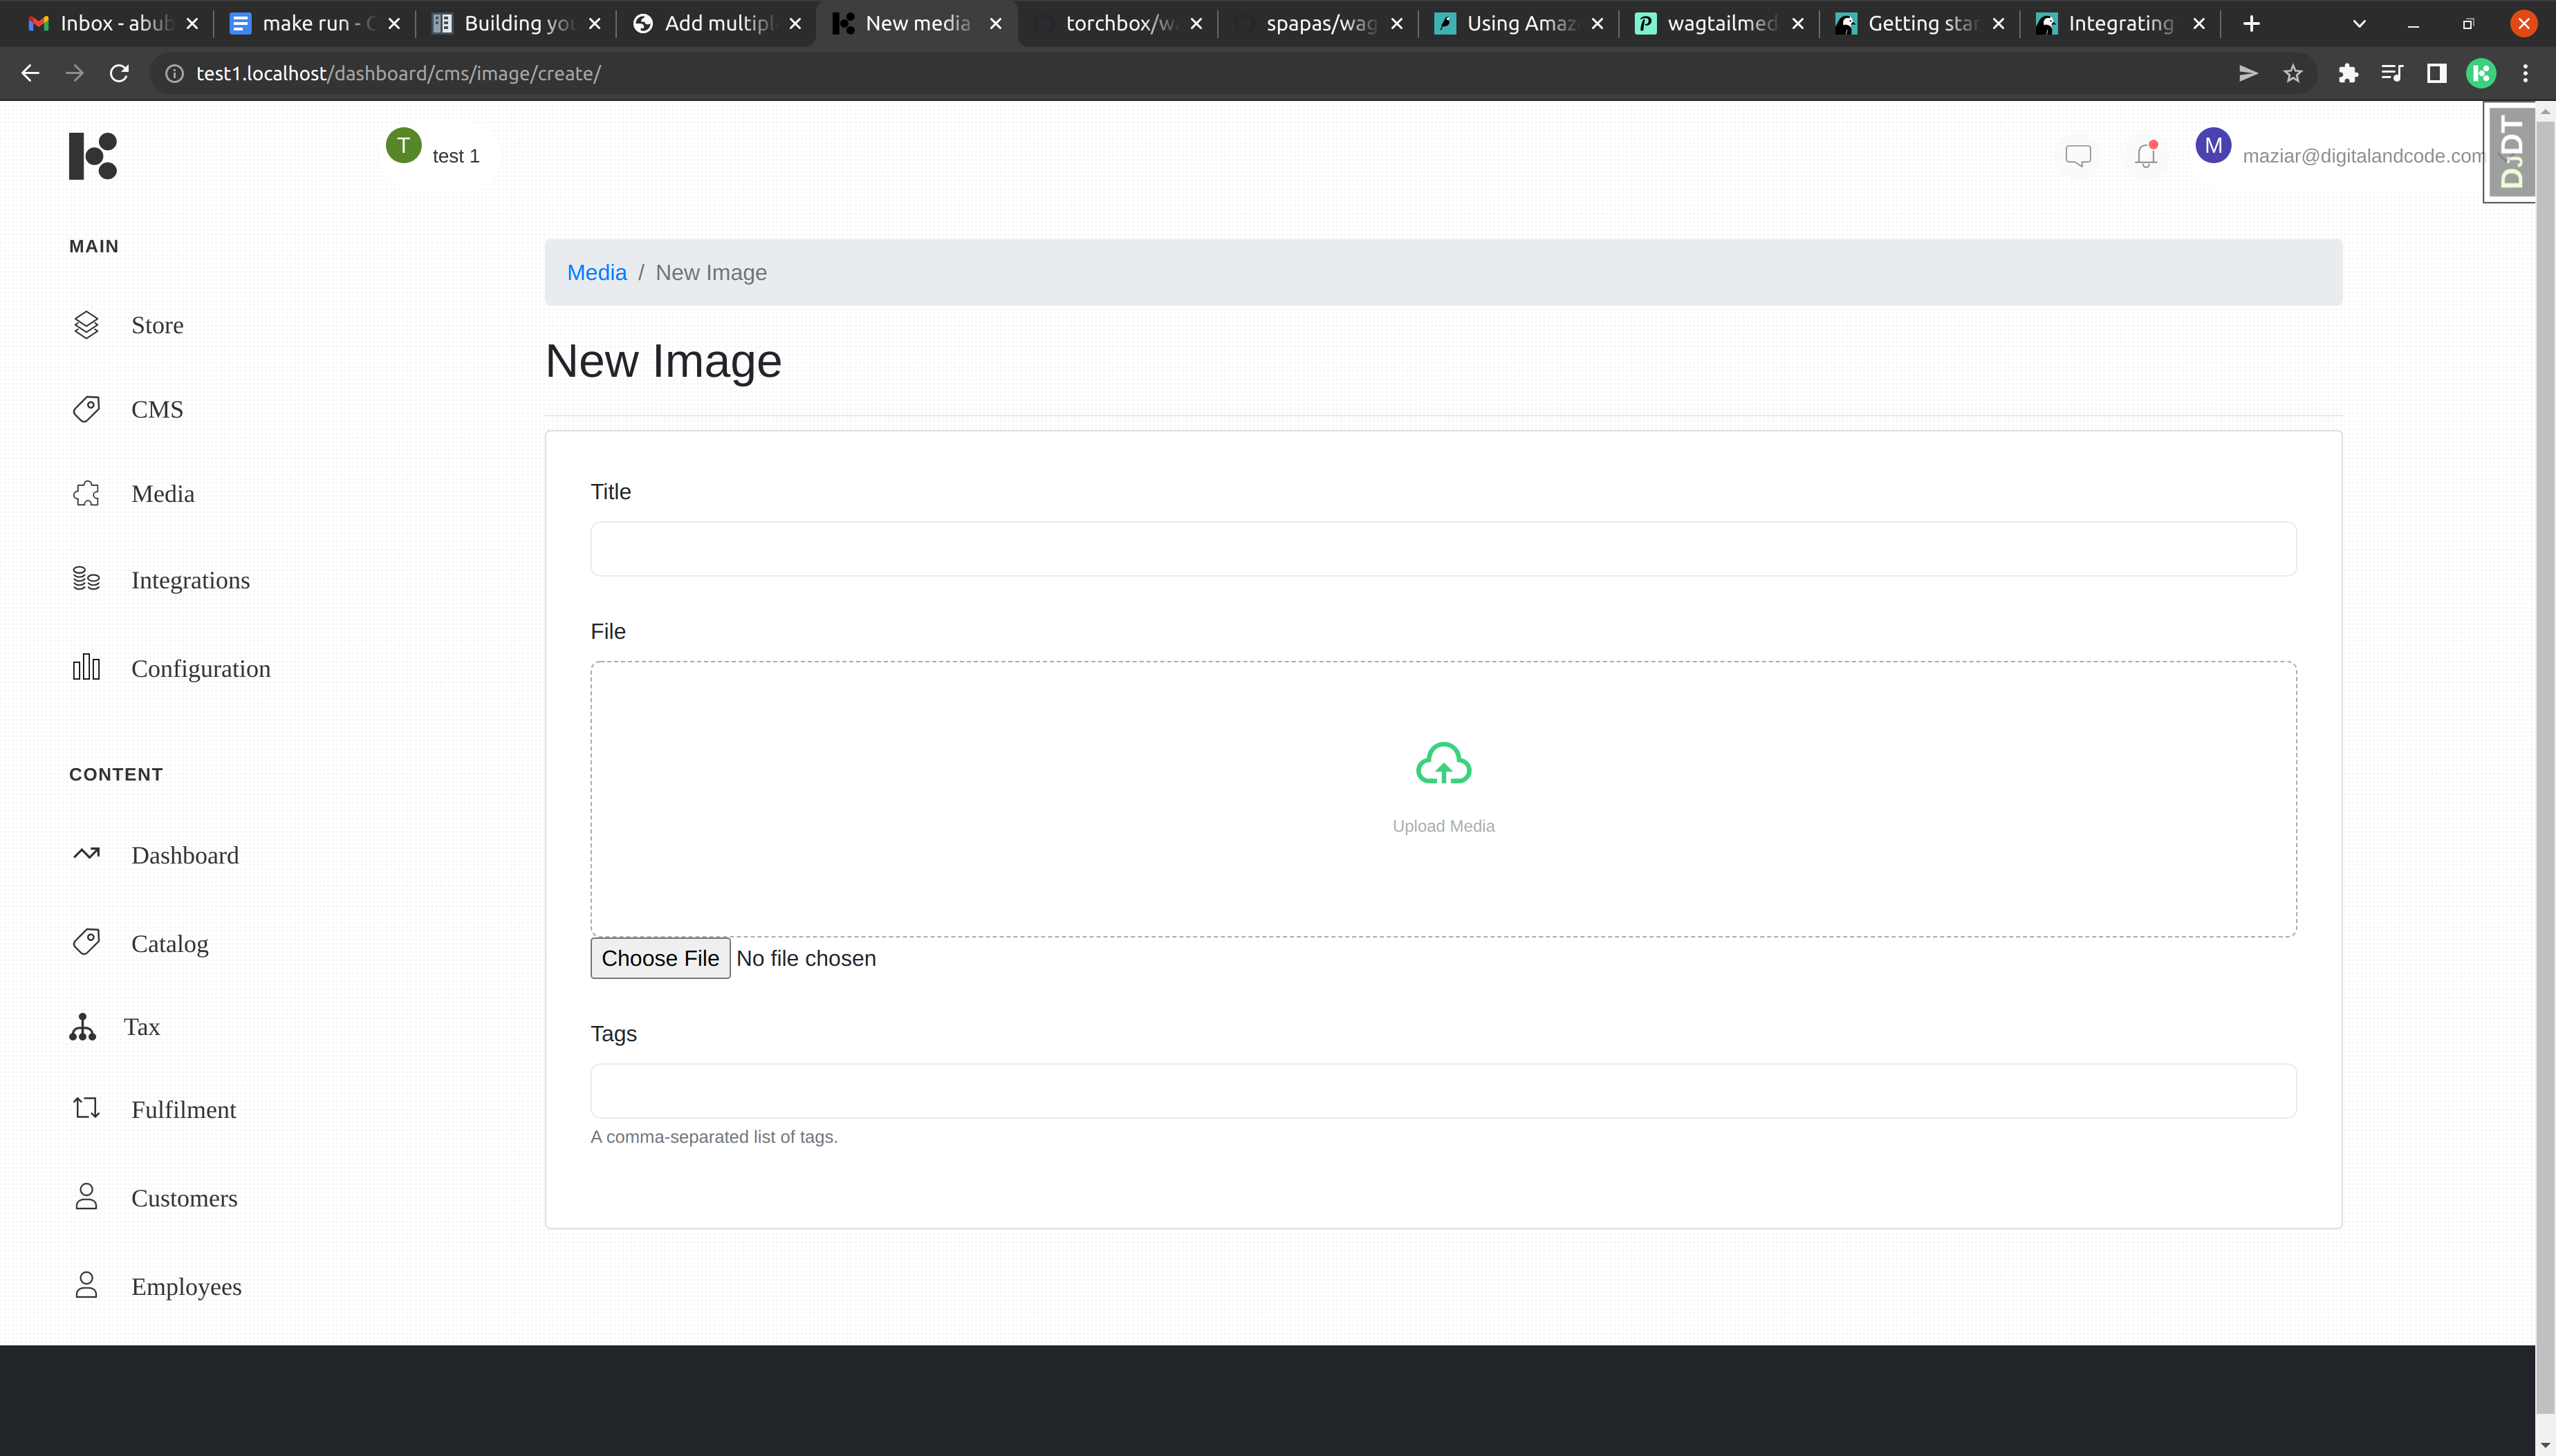 Inbox - abub
make run - C
Building you
Add multipl
New media
torchbox/wa
spapas/wag
Using Amaz
wagtailmed
Getting star
Integrating
test1.localhost/dashboard/cms/image/create/
T test 1
M maziar@digitalandcode.com
DJDT
MAIN
Store
CMS
Media
Integrations
Configuration
CONTENT
Dashboard
Catalog
Tax
Fulfilment
Customers
Employees
Media / New Image
New Image
Title
File
Upload Media
Choose File No file chosen
Tags
A comma-separated list of tags.